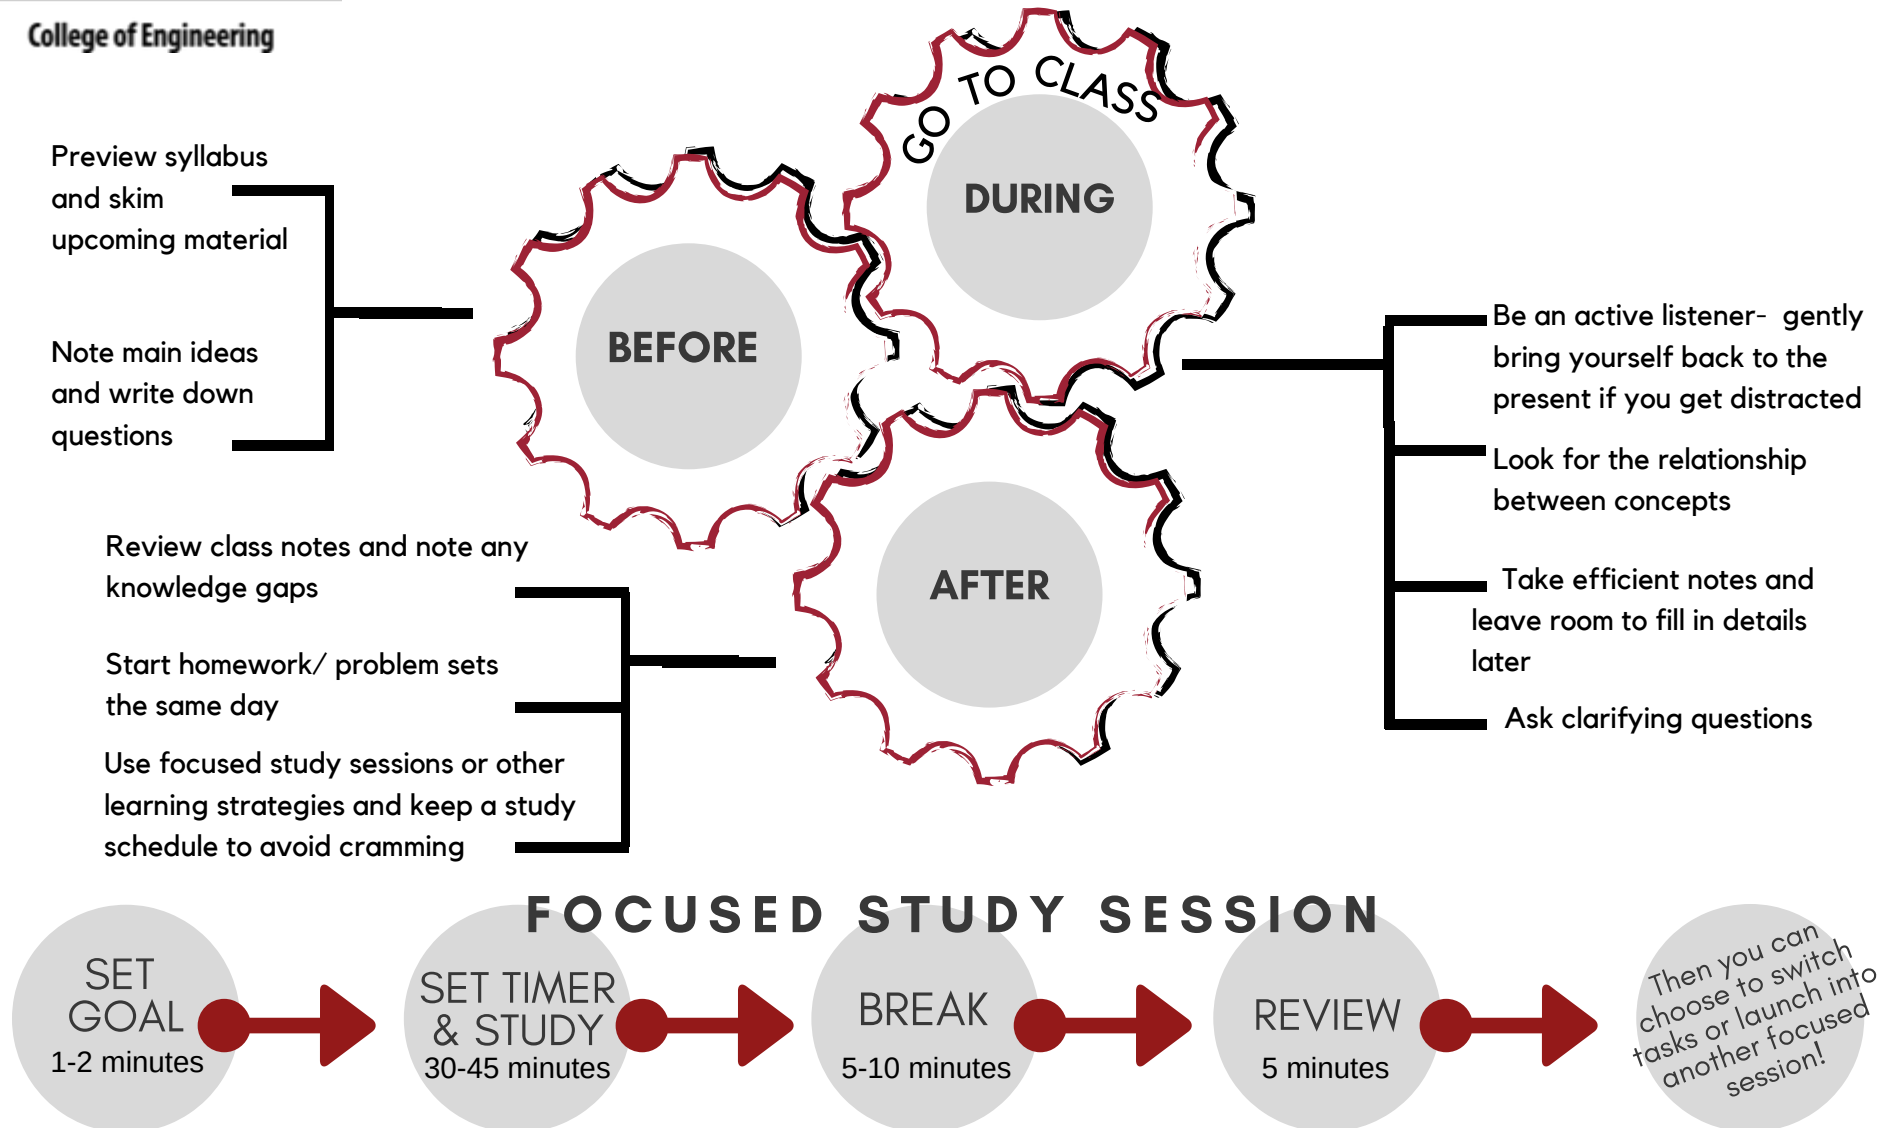 College of Engineering
GO TO CLASS
DURING
BEFORE
AFTER
Preview syllabus
and skim
upcoming material
Note main ideas
and write down
questions
Be an active listener-  gently
bring yourself back to the
present if you get distracted
Look for the relationship
between concepts
Take efficient notes and
leave room to fill in details
later
Ask clarifying questions
Review class notes and note any
knowledge gaps
Start homework/ problem sets
the same day
Use focused study sessions or other
learning strategies and keep a study
schedule to avoid cramming
FOCUSED STUDY SESSION
SET
GOAL
1-2 minutes
SET TIMER
& STUDY
30-45 minutes
BREAK
5-10 minutes
REVIEW
5 minutes
Then you can
choose to switch
tasks or launch into
another focused
session!